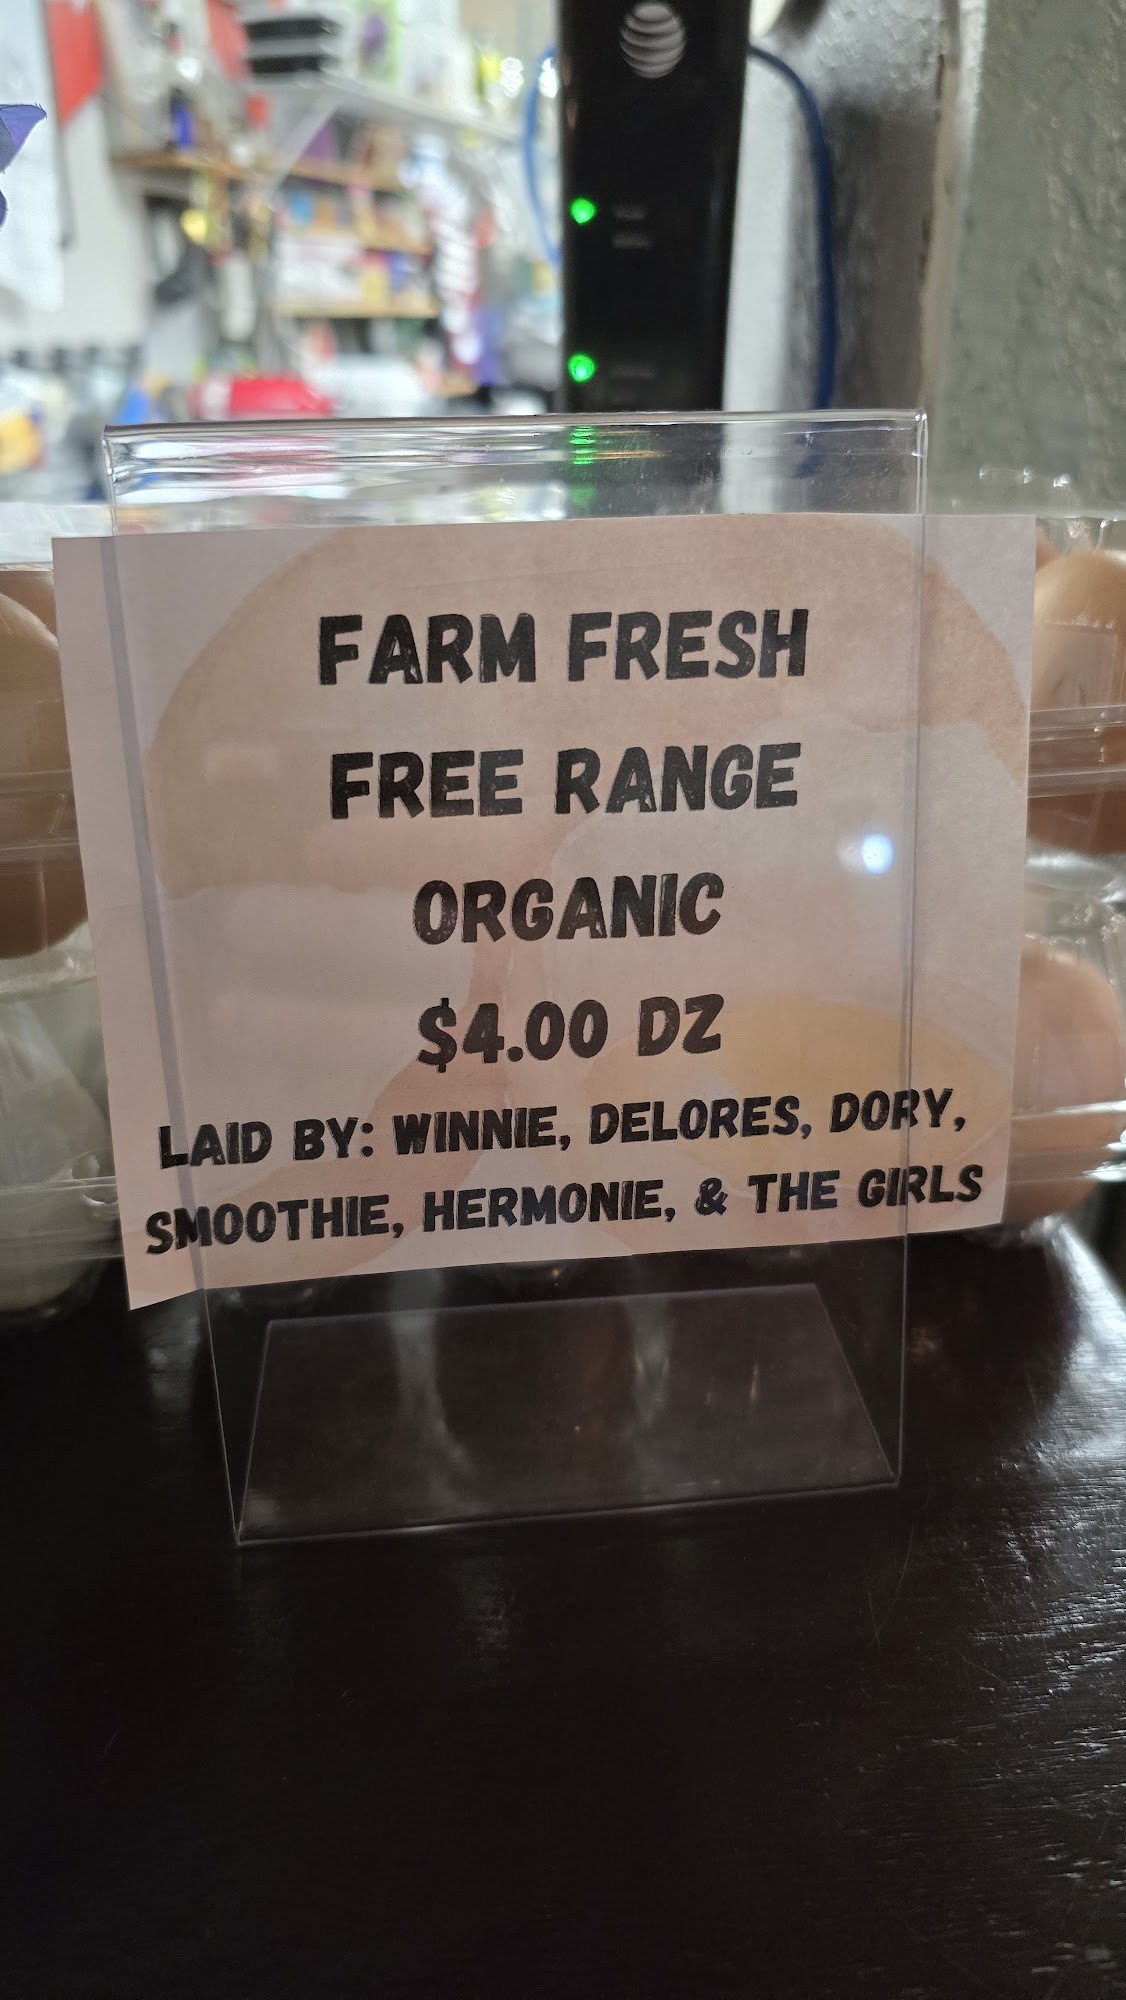 FARM FRESH
FREE RANGE
ORGANIC
$4.00 DZ
LAID BY: WINNIE, DELORES, DORY,
SMOOTHIE, HERMONIE, & THE GIRLS